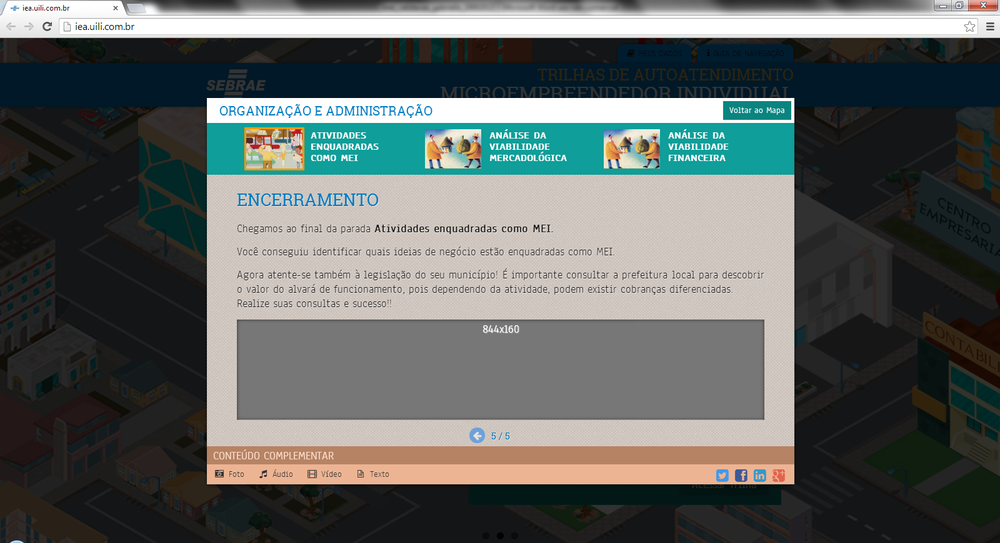 iea.uili.com.br
iea.uili.com.br
MEUS DADOS
GUIA DE NAVEGAÇÃO
SEBRAE
TRILHAS DE AUTOATENDIMENTO
MICROEMPREENDEDOR INDIVIDUAL
ORGANIZAÇÃO E ADMINISTRAÇÃO
Voltar ao Mapa
ATIVIDADES
ENQUADRADAS
COMO MEI
ANÁLISE DA
VIABILIDADE
MERCADOLÓGICA
ANÁLISE DA
VIABILIDADE
FINANCEIRA
ENCERRAMENTO
Chegamos ao final da parada Atividades enquadradas como MEI.
Você conseguiu identificar quais ideias de negócio estão enquadradas como MEI.
Agora atente-se também à legislação do seu município! É importante consultar a prefeitura local para descobrir
o valor do alvará de funcionamento, pois dependendo da atividade, podem existir cobranças diferenciadas.
Realize suas consultas e sucesso!!
844x160
5 / 5
CONTEÚDO COMPLEMENTAR
Foto
Áudio
Vídeo
Texto
Acessar Trilha
CENTRO
EMPRESARIA
CONTABILI